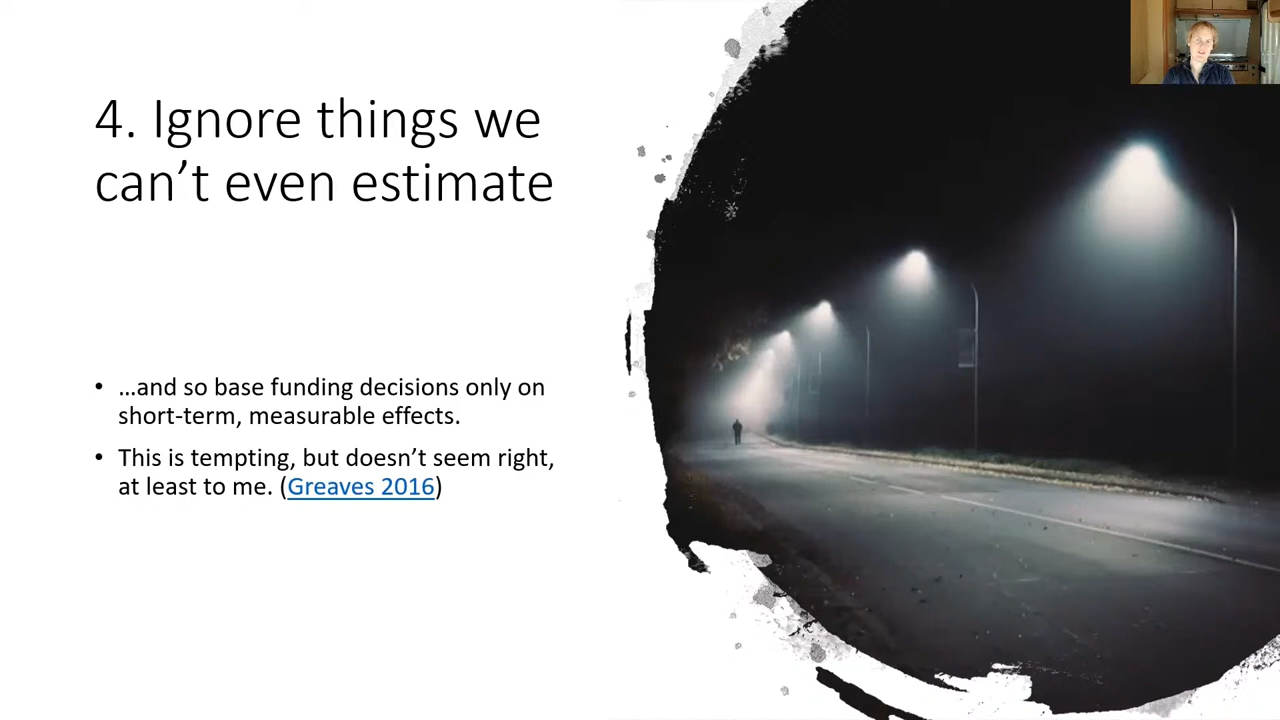 4. Ignore things we
can’t even estimate
• …and so base funding decisions only on
short-term, measurable effects.
• This is tempting, but doesn’t seem right,
at least to me. (Greaves 2016)